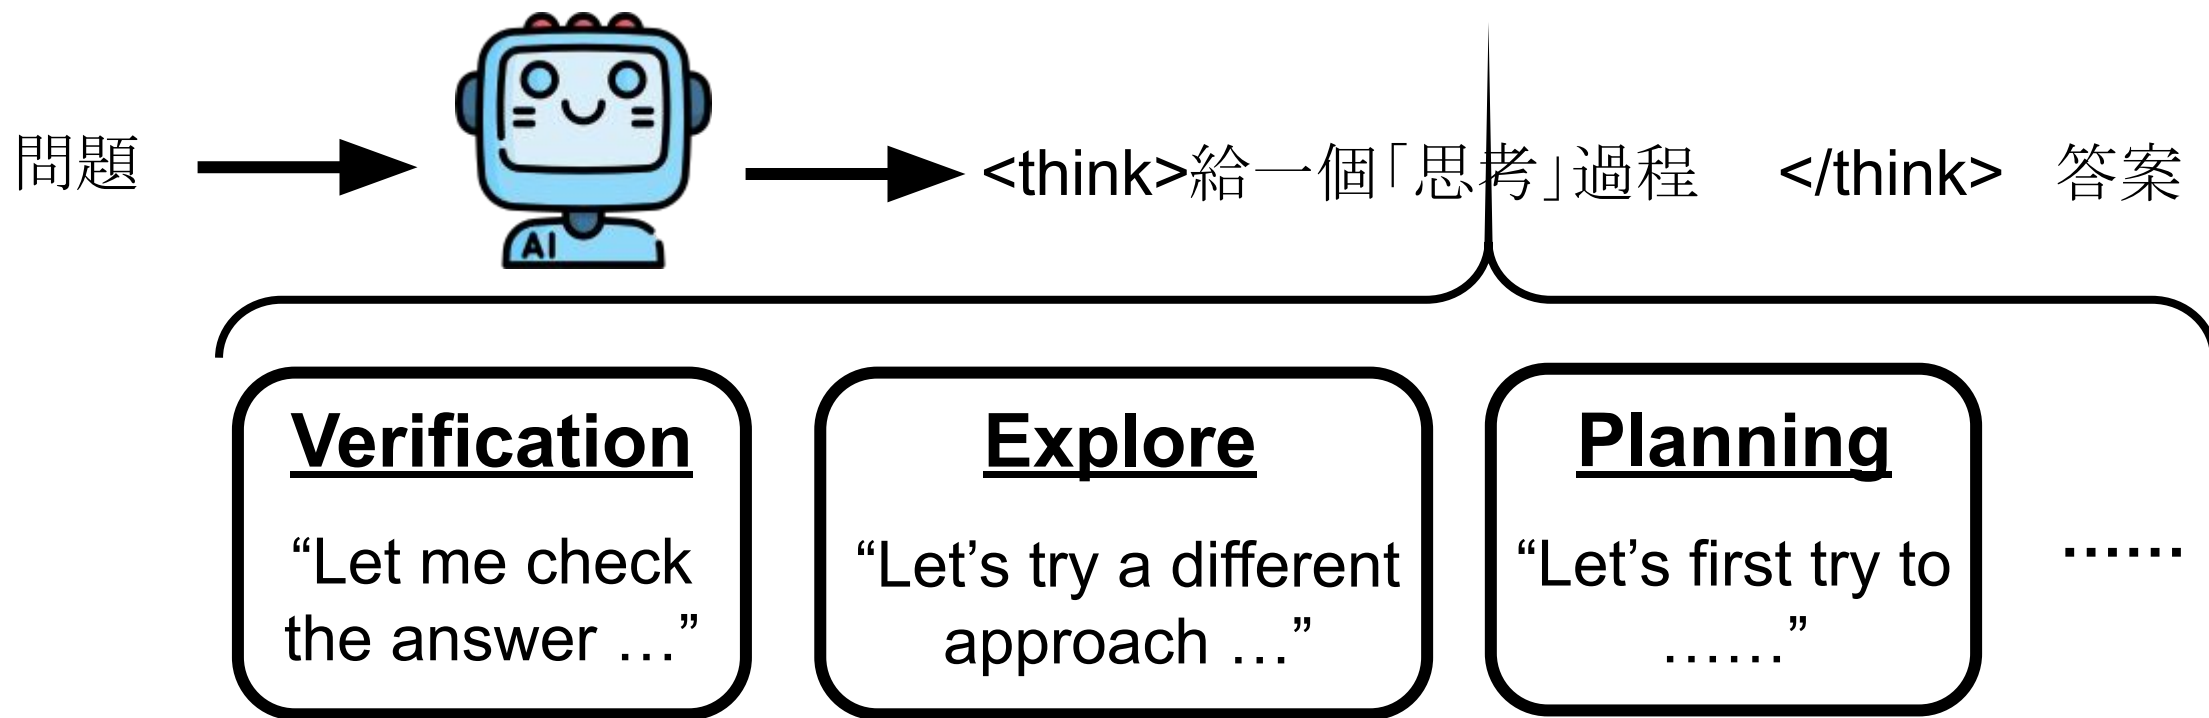 問題
AI
<think>給一個「思考」過程 </think> 答案
Verification
“Let me check
the answer …”
Explore
“Let’s try a different
approach …”
Planning
“Let’s first try to
……”
……